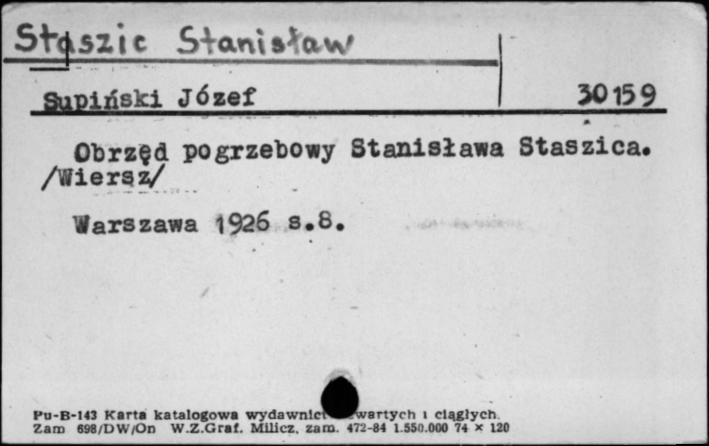 Staszic Stanisław
Supiński Józef 30159
Obrzęd pogrzebowy Stanisława Staszica.
/Wiersz/
Warszawa 1926 s.8.
Pu-B-143 Karta katalogowa wydawnict wartych i ciągłych.
Zam 698/DW/On W.Z.Graf. Milicz, zam. 472-84 1.550.000 74 × 120